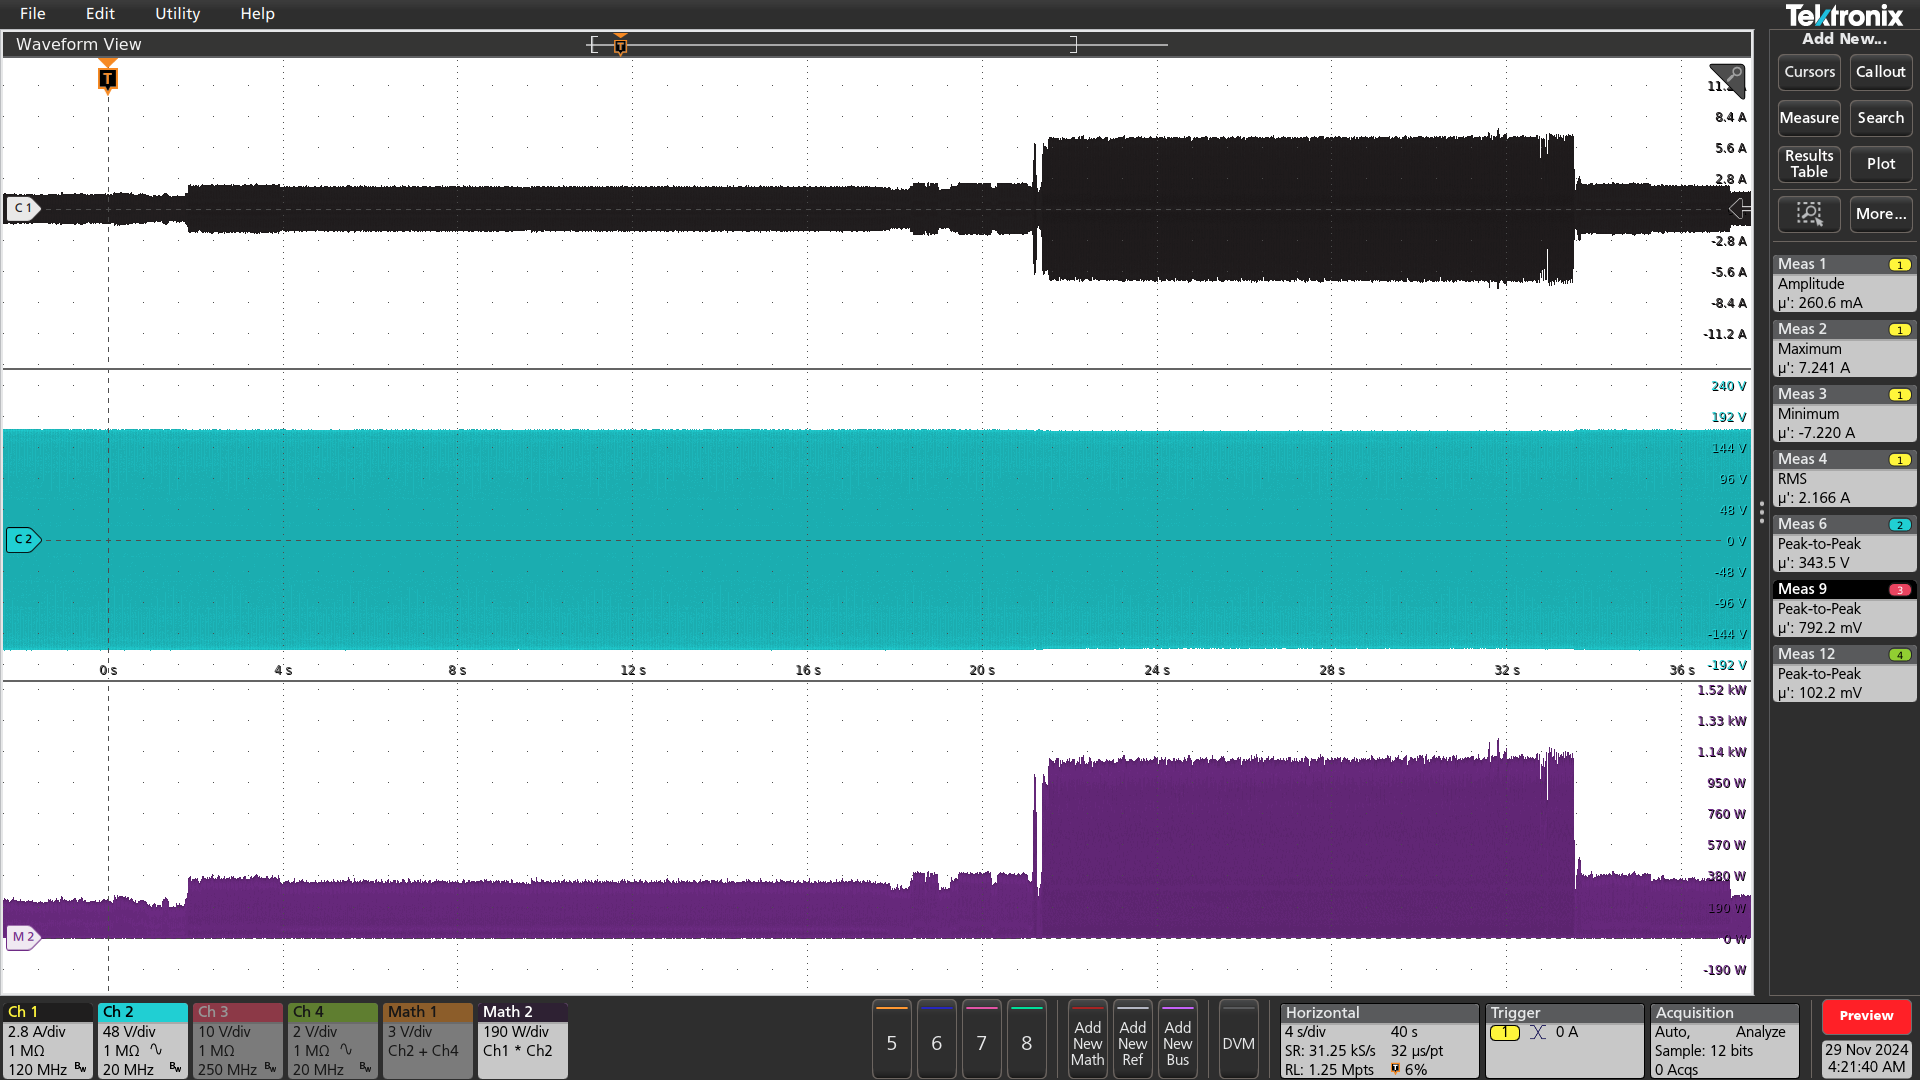 File Edit Utility Help
Tektronix
Waveform View
Add New...
T
T
Cursors Callout
Measure Search
Results Table Plot
More...
8.4 A
5.6 A
2.8 A
C 1
-2.8 A
-5.6 A
-8.4 A
-11.2 A
240 V
192 V
144 V
96 V
48 V
C 2
0 V
-48 V
-96 V
-144 V
-192 V
0 s 4 s 8 s 12 s 16 s 20 s 24 s 28 s 32 s 36 s
1.52 kW
1.33 kW
1.14 kW
950 W
760 W
570 W
380 W
190 W
M 2
0 W
-190 W
Meas 1 1
Amplitude
µ': 260.6 mA
Meas 2 1
Maximum
µ': 7.241 A
Meas 3 1
Minimum
µ': -7.220 A
Meas 4 1
RMS
µ': 2.166 A
Meas 6 2
Peak-to-Peak
µ': 343.5 V
Meas 9 3
Peak-to-Peak
µ': 792.2 mV
Meas 12 4
Peak-to-Peak
µ': 102.2 mV
Ch 1
2.8 A/div
1 MΩ
120 MHz Bw
Ch 2
48 V/div
1 MΩ
20 MHz Bw
Ch 3
10 V/div
1 MΩ
250 MHz Bw
Ch 4
2 V/div
1 MΩ
20 MHz Bw
Math 1
3 V/div
Ch2 + Ch4
Math 2
190 W/div
Ch1 * Ch2
5 6 7 8
Add New Math
Add New Ref
Add New Bus
DVM
Horizontal
4 s/div 40 s
SR: 31.25 kS/s 32 µs/pt
RL: 1.25 Mpts T 6%
Trigger
1 0 A
Acquisition
Auto, Analyze
Sample: 12 bits
0 Acqs
Preview
29 Nov 2024
4:21:40 AM